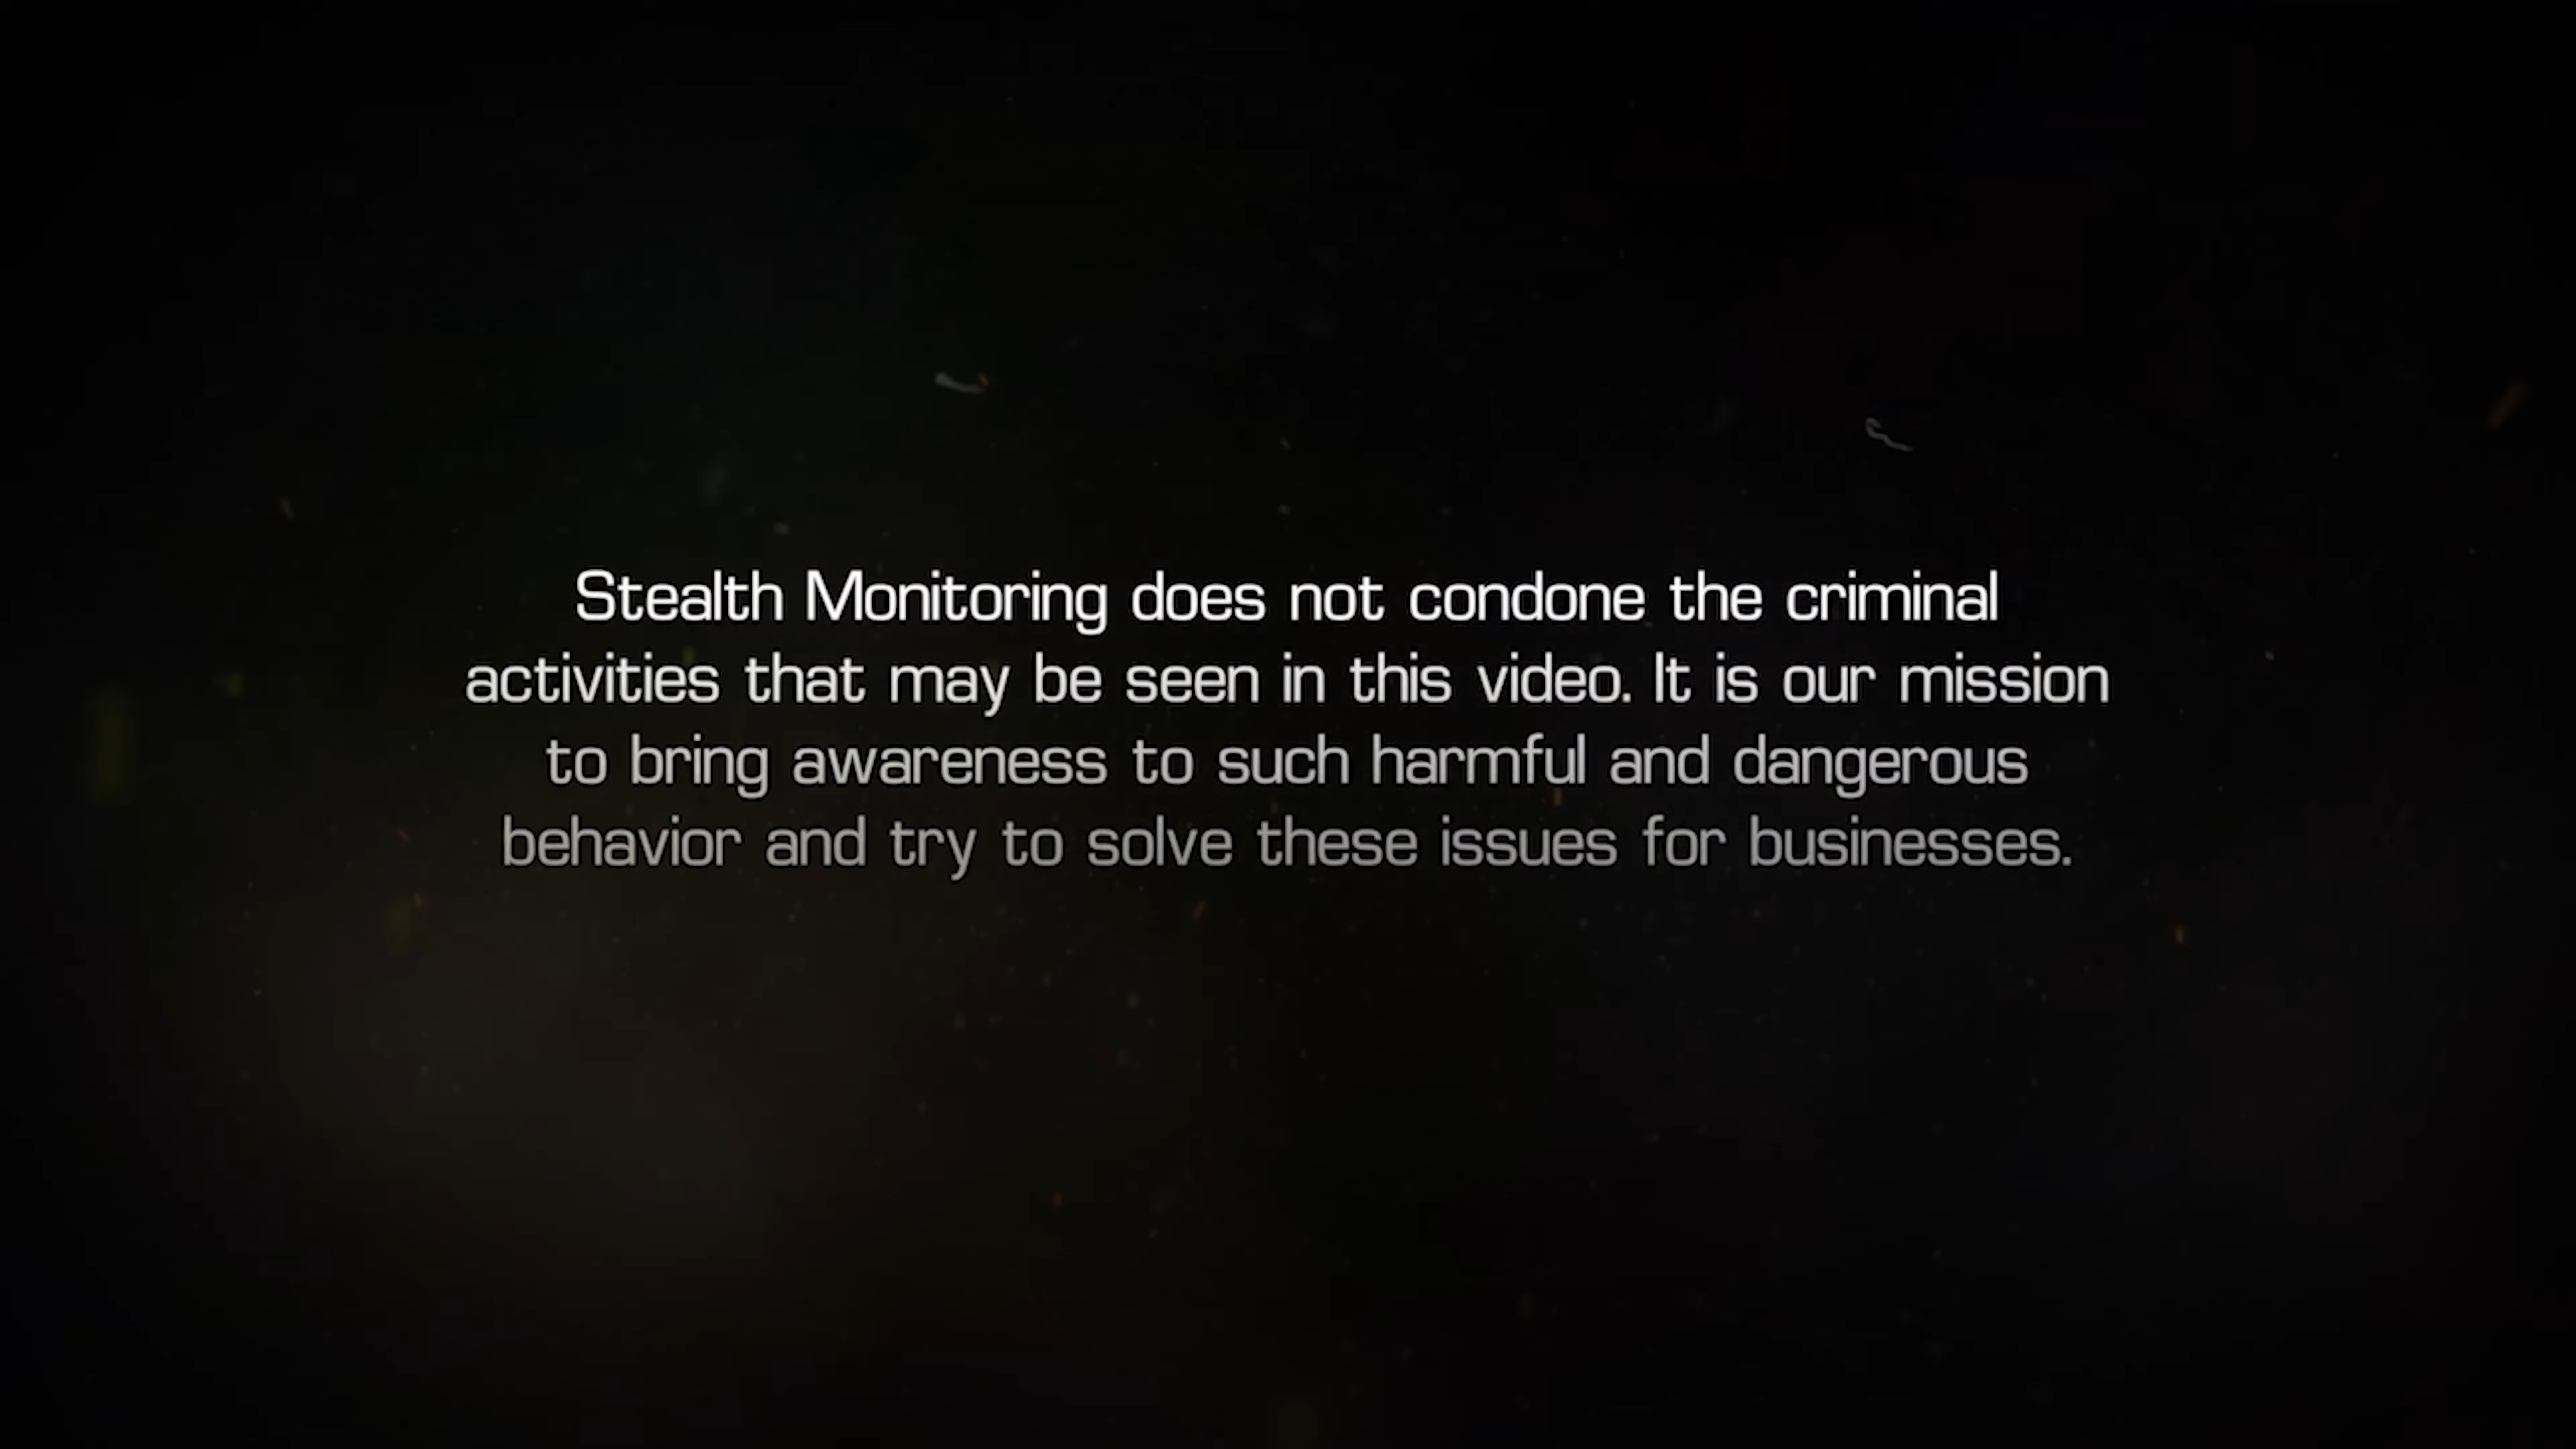 Stealth Monitoring does not condone the criminal
activities that may be seen in this video. It is our mission
to bring awareness to such harmful and dangerous
behavior and try to solve these issues for businesses.